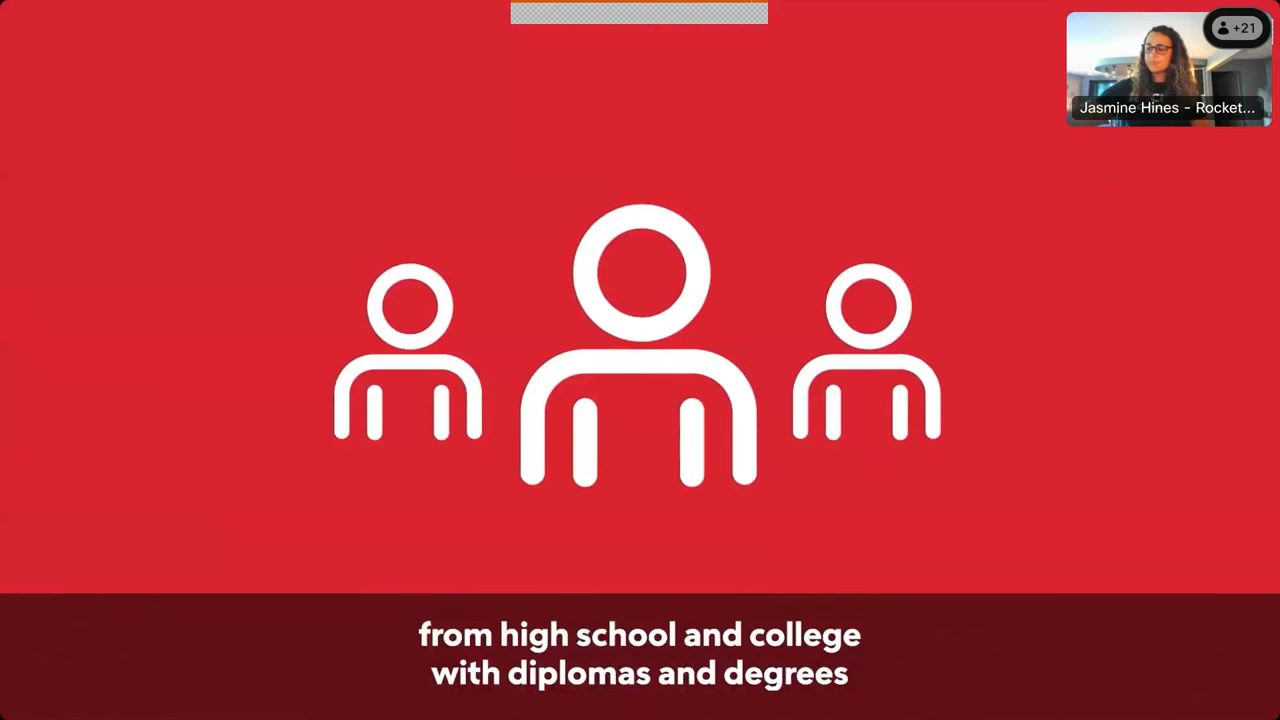 +21
Jasmine Hines - Rocket...
from high school and college
with diplomas and degrees